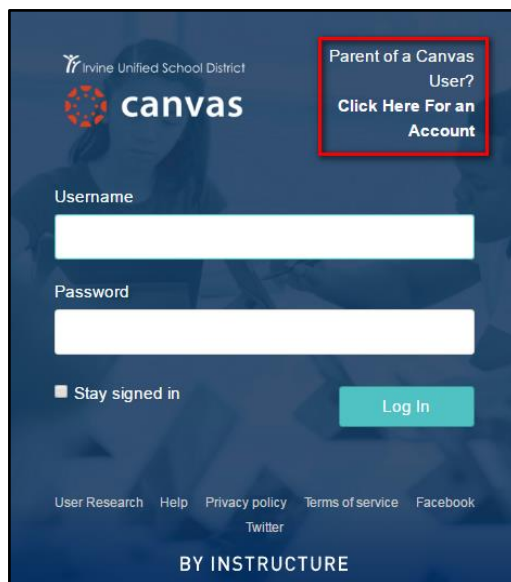 Irvine Unified School District
canvas
Parent of a Canvas
User?
Click Here For an
Account
Username
Password
Stay signed in
Log In
User Research Help Privacy policy Terms of service Facebook
Twitter
BY INSTRUCTURE